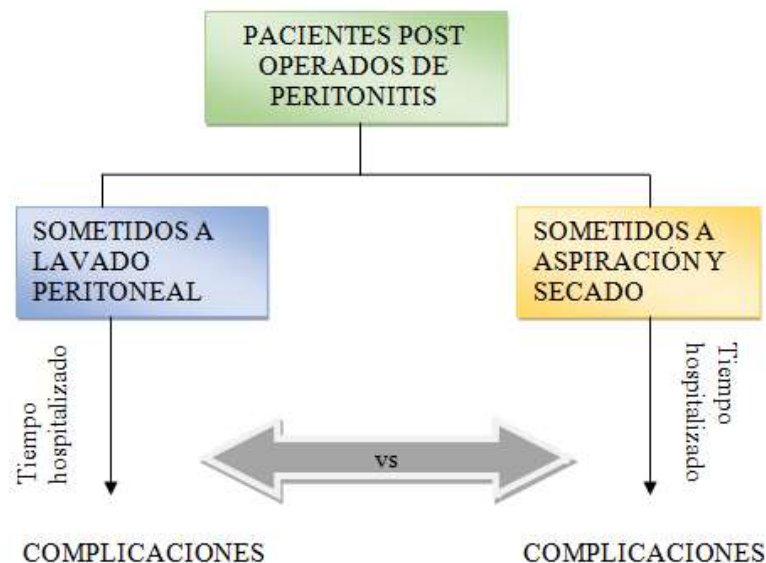 PACIENTES POST
OPERADOS DE
PERITONITIS
SOMETIDOS A
LAVADO
PERITONEAL
SOMETIDOS A
ASPIRACIÓN Y
SECADO
Tiempo
hospitalizado
Tiempo
hospitalizado
vs
COMPLICACIONES
COMPLICACIONES